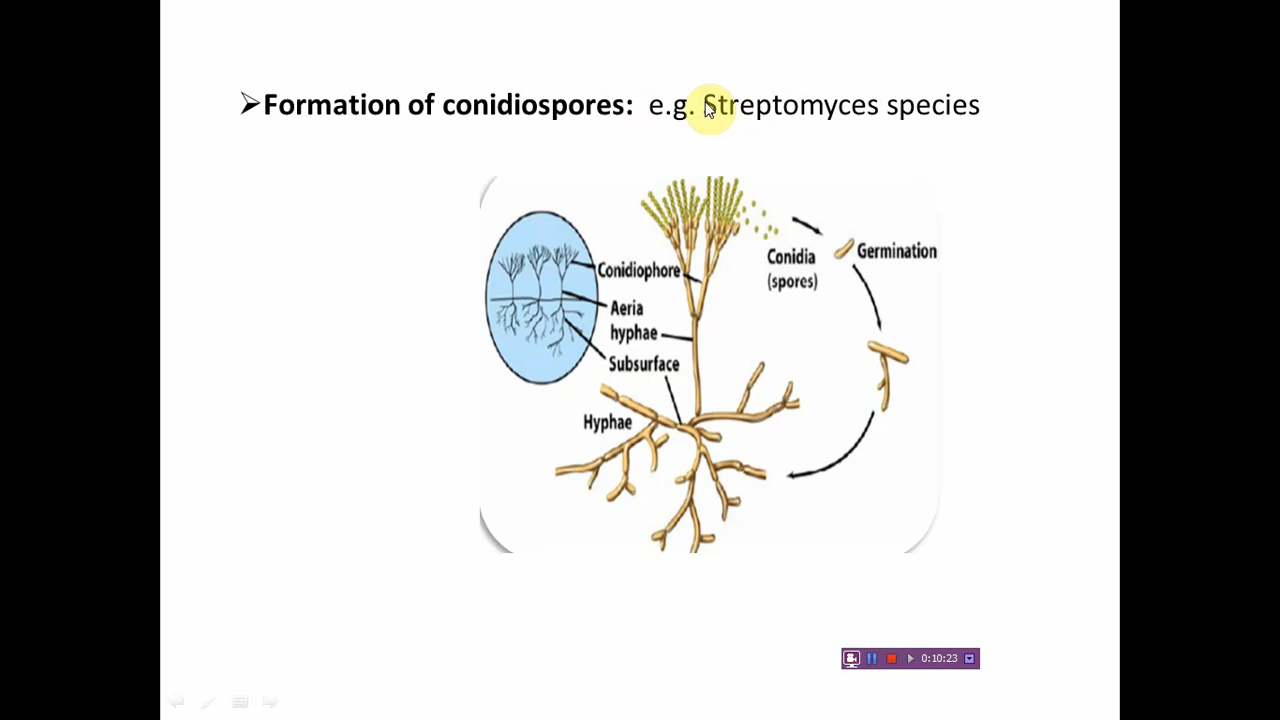 ➢Formation of conidiospores: e.g. Streptomyces species
Conidiophore
Aeria
hyphae
Subsurface
Hyphae
Conidia
(spores)
Germination
0:10:23